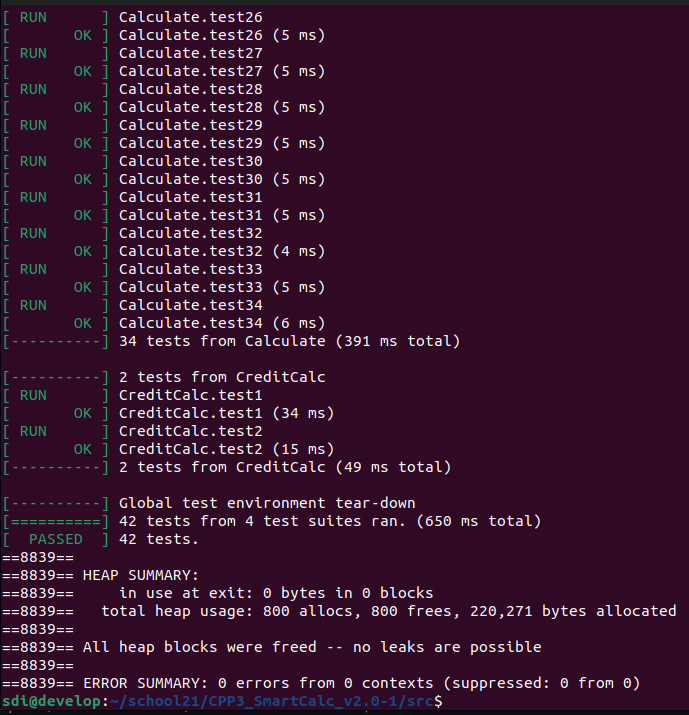 [ RUN      ] Calculate.test26
[       OK ] Calculate.test26 (5 ms)
[ RUN      ] Calculate.test27
[       OK ] Calculate.test27 (5 ms)
[ RUN      ] Calculate.test28
[       OK ] Calculate.test28 (5 ms)
[ RUN      ] Calculate.test29
[       OK ] Calculate.test29 (5 ms)
[ RUN      ] Calculate.test30
[       OK ] Calculate.test30 (5 ms)
[ RUN      ] Calculate.test31
[       OK ] Calculate.test31 (5 ms)
[ RUN      ] Calculate.test32
[       OK ] Calculate.test32 (4 ms)
[ RUN      ] Calculate.test33
[       OK ] Calculate.test33 (5 ms)
[ RUN      ] Calculate.test34
[       OK ] Calculate.test34 (6 ms)
[----------] 34 tests from Calculate (391 ms total)

[----------] 2 tests from CreditCalc
[ RUN      ] CreditCalc.test1
[       OK ] CreditCalc.test1 (34 ms)
[ RUN      ] CreditCalc.test2
[       OK ] CreditCalc.test2 (15 ms)
[----------] 2 tests from CreditCalc (49 ms total)

[----------] Global test environment tear-down
[==========] 42 tests from 4 test suites ran. (650 ms total)
[  PASSED  ] 42 tests.
==8839==
==8839== HEAP SUMMARY:
==8839==     in use at exit: 0 bytes in 0 blocks
==8839==   total heap usage: 800 allocs, 800 frees, 220,271 bytes allocated
==8839==
==8839== All heap blocks were freed -- no leaks are possible
==8839==
==8839== ERROR SUMMARY: 0 errors from 0 contexts (suppressed: 0 from 0)
sdi@develop:~/school21/CPP3_SmartCalc_v2.0-1/src$